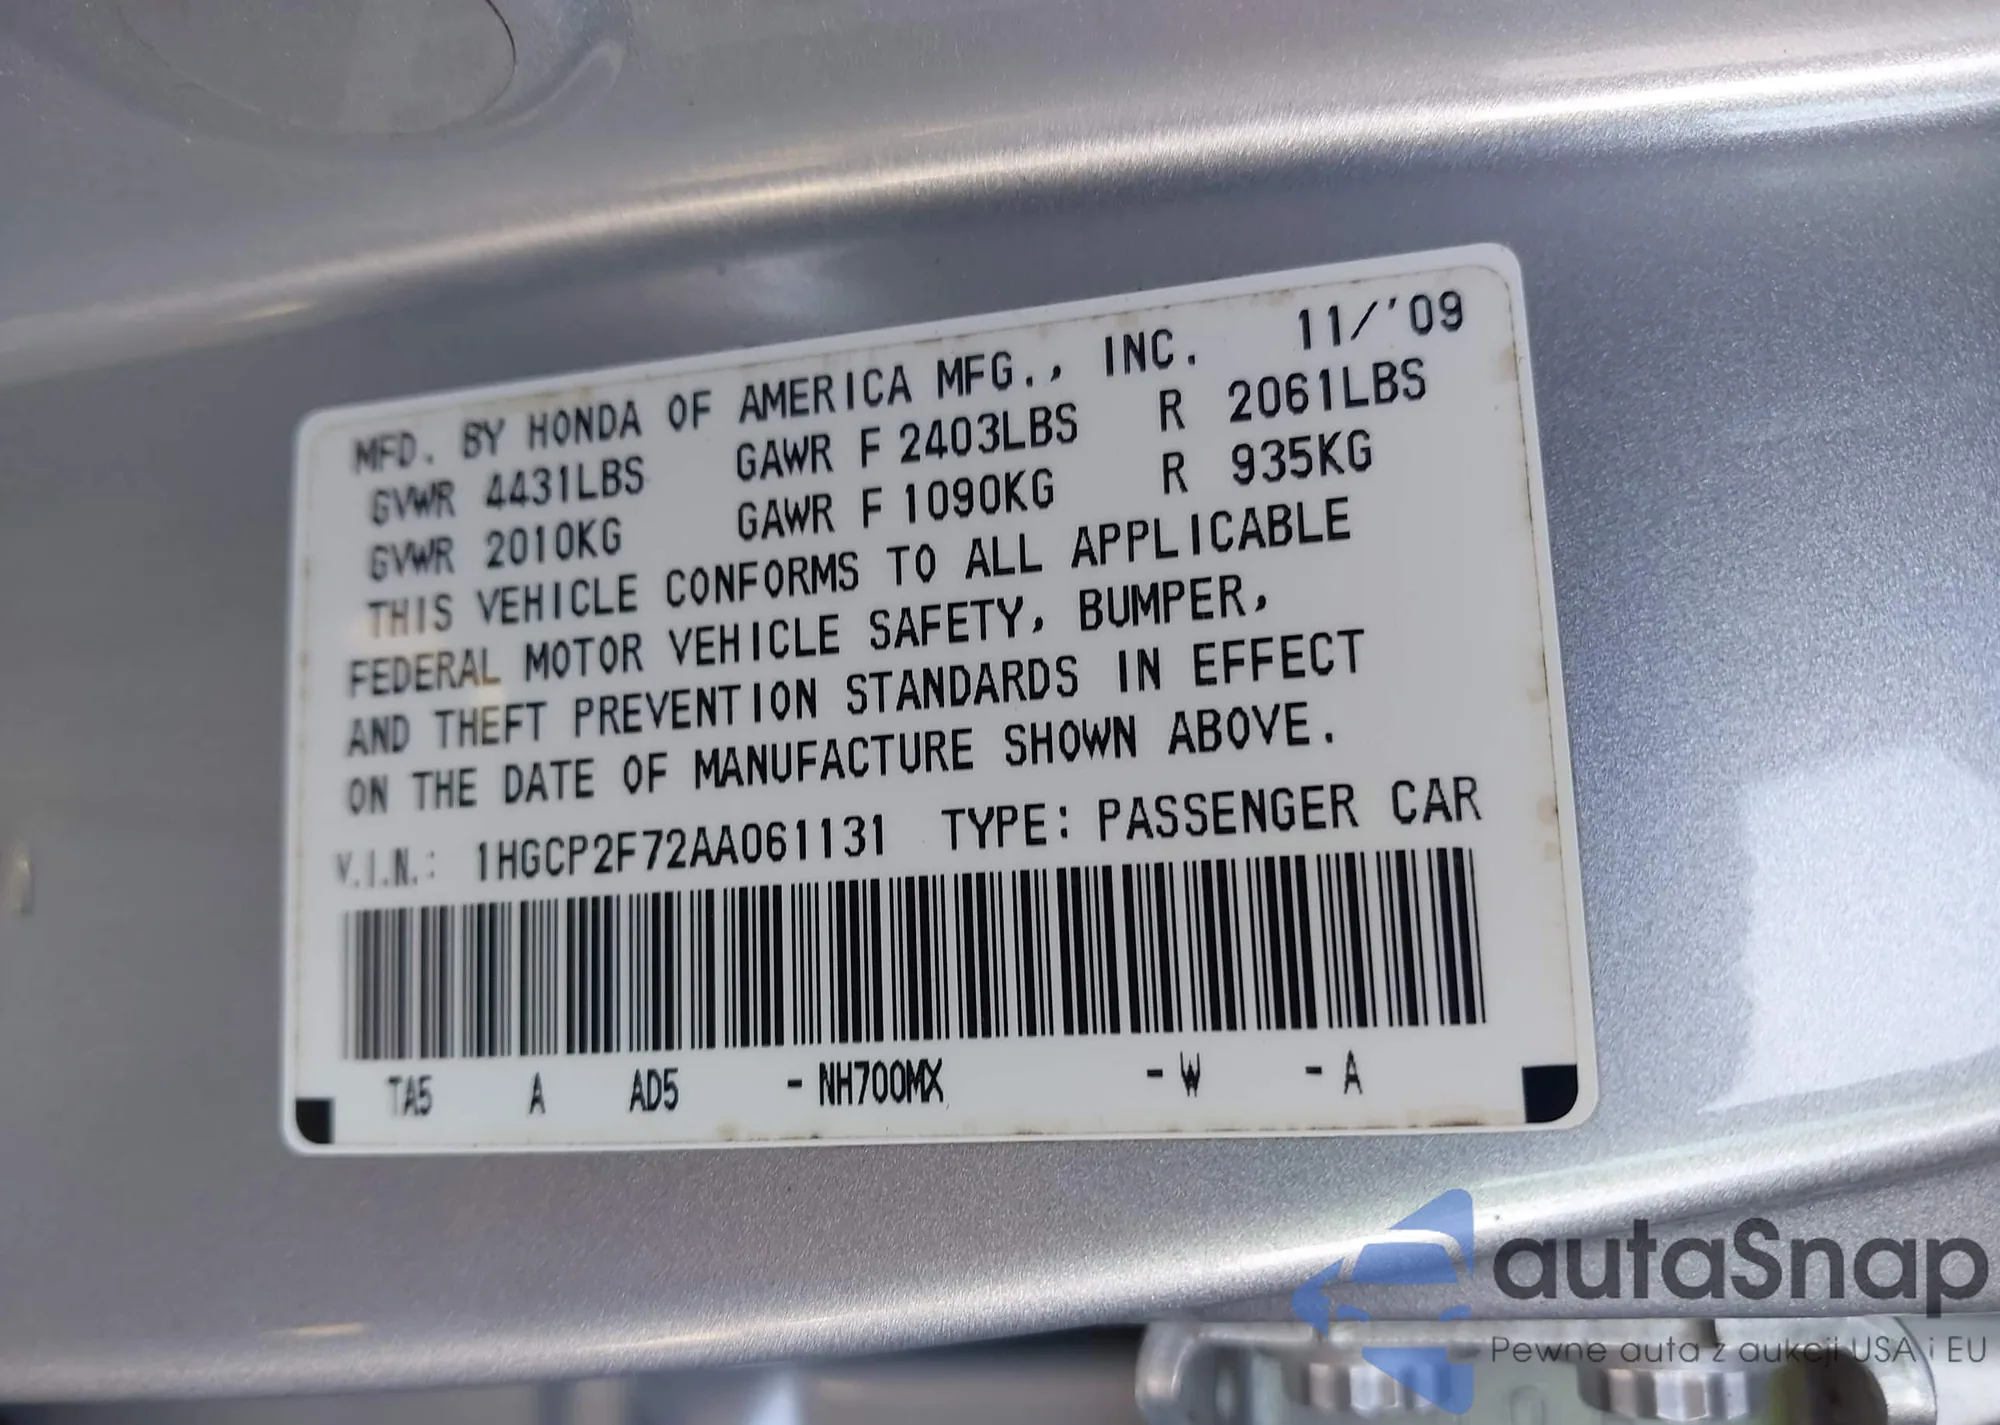 MFD. BY HONDA OF AMERICA MFG., INC. 11/'09
GVWR 4431LBS GAWR F 2403LBS R 2061LBS
GVWR 2010KG GAWR F 1090KG R 935KG
THIS VEHICLE CONFORMS TO ALL APPLICABLE
FEDERAL MOTOR VEHICLE SAFETY, BUMPER,
AND THEFT PREVENTION STANDARDS IN EFFECT
ON THE DATE OF MANUFACTURE SHOWN ABOVE.
V.I.N.: 1HGCP2F72AA061131 TYPE: PASSENGER CAR
TA5 A AD5 -NH700MX -W -A
autaSnap
Pewne auta z aukcji USA i EU